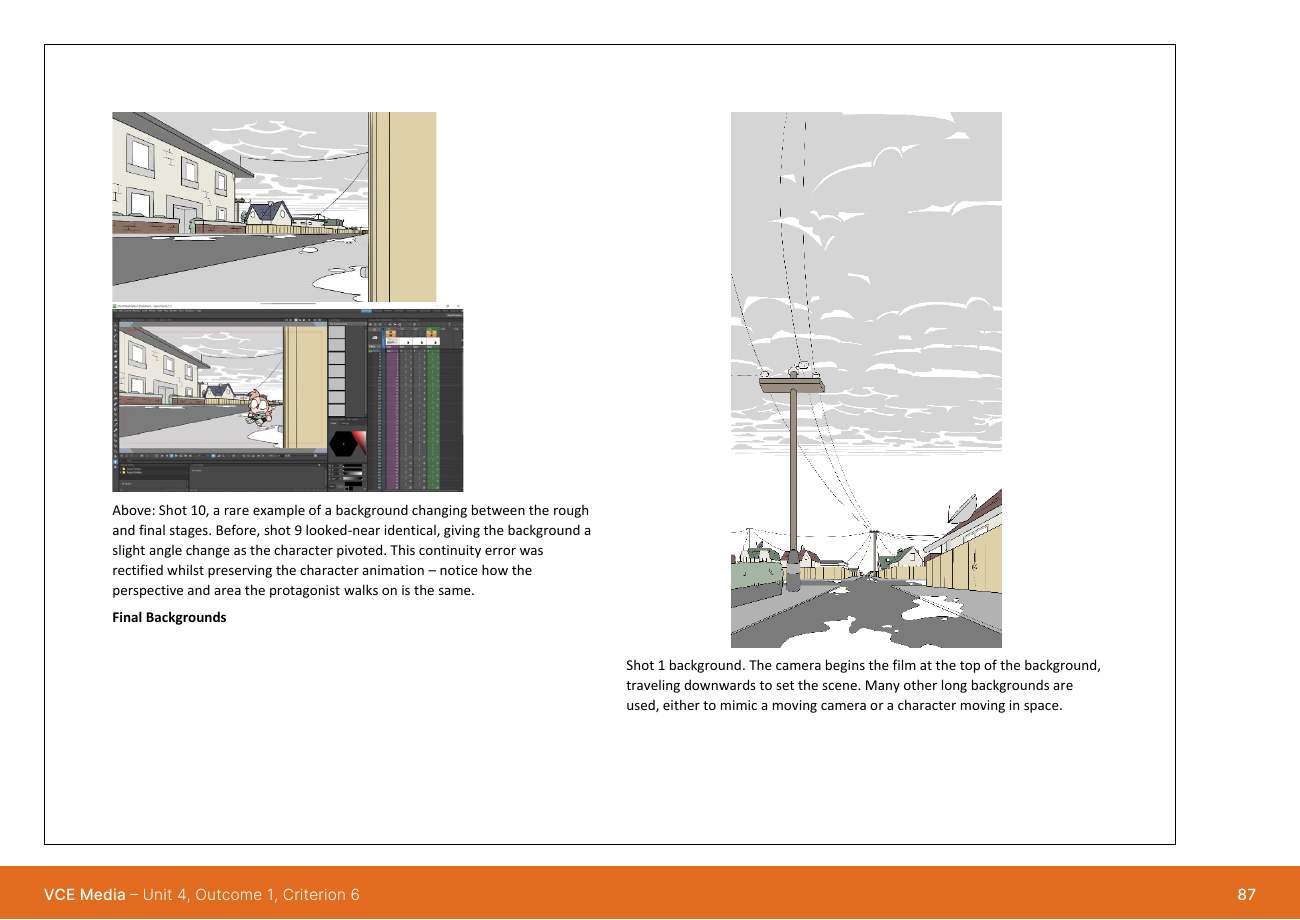 Above: Shot 10, a rare example of a background changing between the rough
and final stages. Before, shot 9 looked-near identical, giving the background a
slight angle change as the character pivoted. This continuity error was
rectified whilst preserving the character animation – notice how the
perspective and area the protagonist walks on is the same.
Final Backgrounds
Shot 1 background. The camera begins the film at the top of the background,
traveling downwards to set the scene. Many other long backgrounds are
used, either to mimic a moving camera or a character moving in space.
VCE Media – Unit 4, Outcome 1, Criterion 6
87